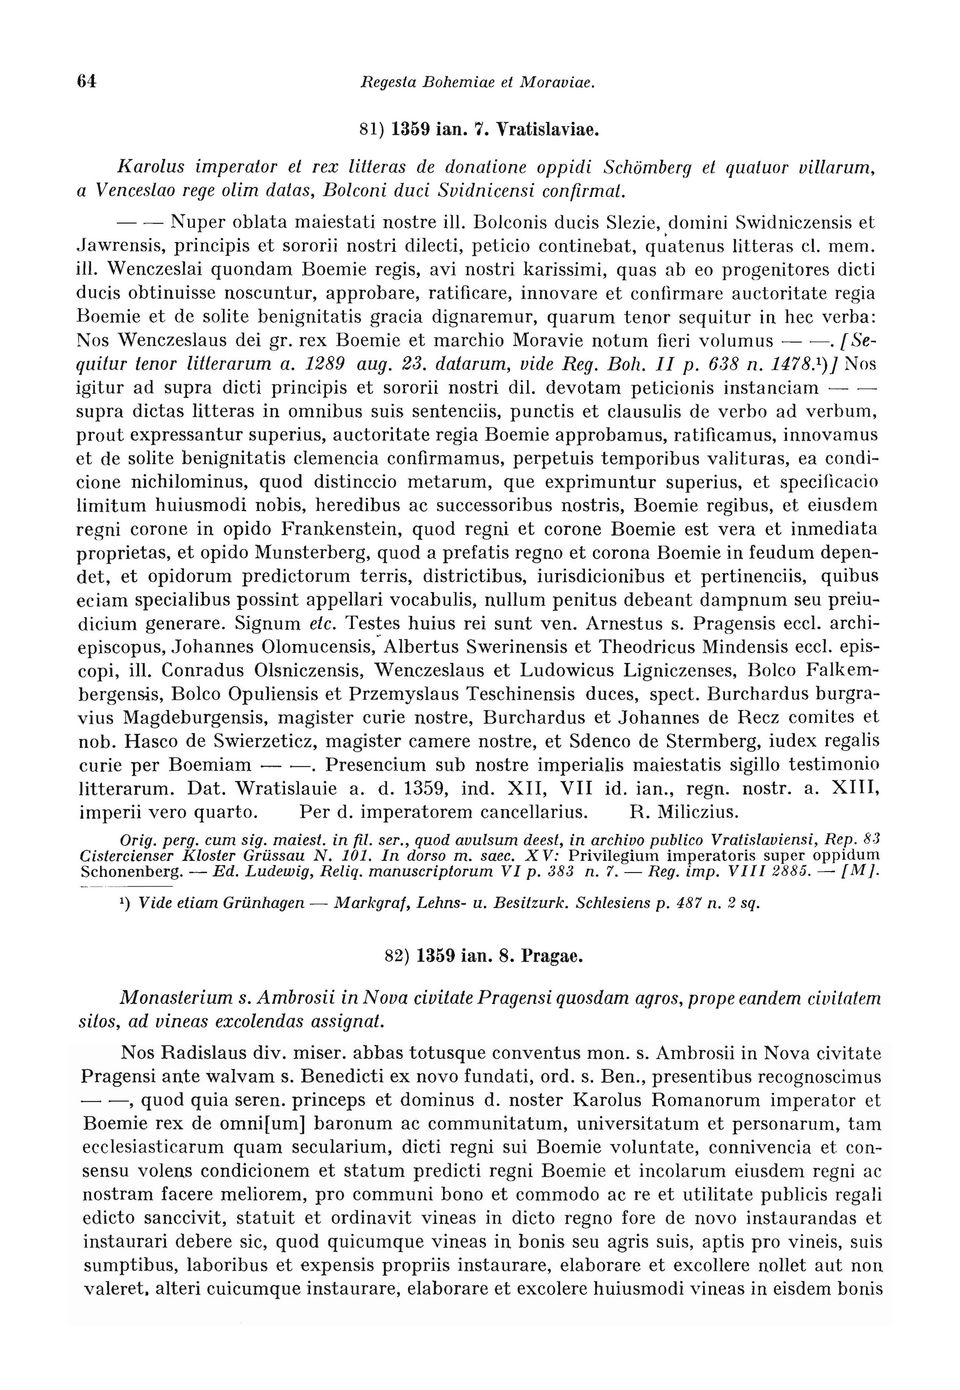 64 Regesta Bohemiae et Moraviae.
81) 1359 ian. 7. Vratislaviae.
Karolus imperator et rex litteras de donatione oppidi Schömberg et quatuor villarum,
a Venceslao rege olim datas, Bolconi duci Svidnicensi confirmat.
— — Nuper oblata maiestati nostre ill. Bolconis ducis Slezie, domini Swidniczensis et
Jawrensis, principis et sororii nostri dilecti, peticio continebat, quatenus litteras cl. mem.
ill. Wenczeslai quondam Boemie regis, avi nostri karissimi, quas ab eo progenitores dicti
ducis obtinuisse noscuntur, approbare, ratificare, innovare et confirmare auctoritate regia
Boemie et de solite benignitatis gracia dignaremur, quarum tenor sequitur in hec verba:
Nos Wenczeslaus dei gr. rex Boemie et marchio Moravie notum fieri volumus — —. [Se-
quitur tenor litterarum a. 1289 aug. 23. datarum, vide Reg. Boh. II p. 638 n. 1478.¹)] Nos
igitur ad supra dicti principis et sororii nostri dil. devotam peticionis instanciam — —
supra dictas litteras in omnibus suis sentenciis, punctis et clausulis de verbo ad verbum,
prout expressantur superius, auctoritate regia Boemie approbamus, ratificamus, innovamus
et de solite benignitatis clemencia confirmamus, perpetuis temporibus valituras, ea condi-
cione nichilominus, quod distinccio metarum, que exprimuntur superius, et specificacio
limitum huiusmodi nobis, heredibus ac successoribus nostris, Boemie regibus, et eiusdem
regni corone in opido Frankenstein, quod regni et corone Boemie est vera et inmediata
proprietas, et opido Munsterberg, quod a prefatis regno et corona Boemie in feudum depen-
det, et opidorum predictorum terris, districtibus, iurisdicionibus et pertinenciis, quibus
eciam specialibus possint appellari vocabulis, nullum penitus debeant dampnum seu preiu-
dicium generare. Signum etc. Testes huius rei sunt ven. Arnestus s. Pragensis eccl. archi-
episcopus, Johannes Olomucensis, Albertus Swerinensis et Theodricus Mindensis eccl. epis-
copi, ill. Conradus Olsniczensis, Wenczeslaus et Ludowicus Ligniczenses, Bolco Falkem-
bergensis, Bolco Opuliensis et Przemyslaus Teschinensis duces, spect. Burchardus burgra-
vius Magdeburgensis, magister curie nostre, Burchardus et Johannes de Recz comites et
nob. Hasco de Swierzeticz, magister camere nostre, et Sdenco de Stermberg, iudex regalis
curie per Boemiam — —. Presencium sub nostre imperialis maiestatis sigillo testimonio
litterarum. Dat. Wratislauie a. d. 1359, ind. XII, VII id. ian., regn. nostr. a. XIII,
imperii vero quarto. Per d. imperatorem cancellarius. R. Miliczius.
Orig. perg. cum sig. maiest. in fil. ser., quod avulsum deest, in archivo publico Vratislaviensi, Rep. 83
Cistercienser Kloster Grüssau N. 101. In dorso m. saec. XV: Privilegium imperatoris super oppidum
Schonenberg. — Ed. Ludewig, Reliq. manuscriptorum VI p. 383 n. 7. — Reg. imp. VIII 2885. — [M].
¹) Vide etiam Grünhagen — Markgraf, Lehns- u. Besitzurk. Schlesiens p. 487 n. 2 sq.
82) 1359 ian. 8. Pragae.
Monasterium s. Ambrosii in Nova civitate Pragensi quosdam agros, prope eandem civitatem
sitos, ad vineas excolendas assignat.
Nos Radislaus div. miser. abbas totusque conventus mon. s. Ambrosii in Nova civitate
Pragensi ante walvam s. Benedicti ex novo fundati, ord. s. Ben., presentibus recognoscimus
— —, quod quia seren. princeps et dominus d. noster Karolus Romanorum imperator et
Boemie rex de omni[um] baronum ac communitatum, universitatum et personarum, tam
ecclesiasticarum quam secularium, dicti regni sui Boemie voluntate, connivencia et con-
sensu volens condicionem et statum predicti regni Boemie et incolarum eiusdem regni ac
nostram facere meliorem, pro communi bono et commodo ac re et utilitate publicis regali
edicto sanccivit, statuit et ordinavit vineas in dicto regno fore de novo instaurandas et
instaurari debere sic, quod quicumque vineas in bonis seu agris suis, aptis pro vineis, suis
sumptibus, laboribus et expensis propriis instaurare, elaborare et excollere nollet aut non
valeret, alteri cuicumque instaurare, elaborare et excolere huiusmodi vineas in eisdem bonis